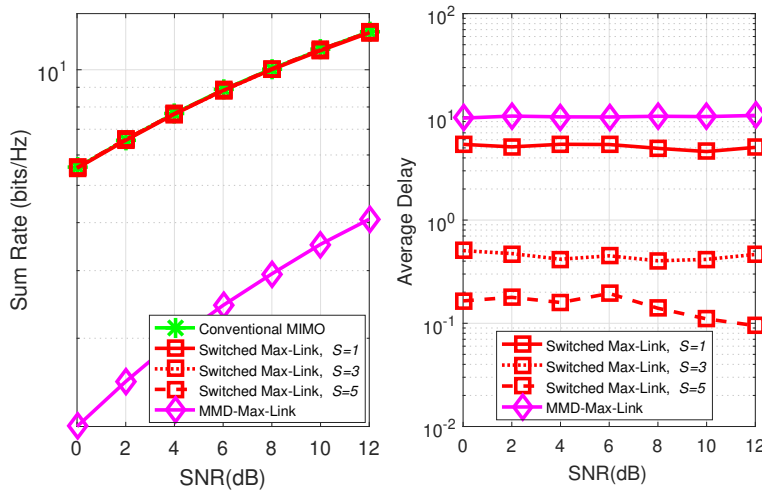 Sum Rate (bits/Hz)
10^1
Conventional MIMO
Switched Max-Link, S=1
Switched Max-Link, S=3
Switched Max-Link, S=5
MMD-Max-Link
0 2 4 6 8 10 12
SNR(dB)
Average Delay
10^2
10^1
10^0
10^-1
10^-2
Switched Max-Link, S=1
Switched Max-Link, S=3
Switched Max-Link, S=5
MMD-Max-Link
0 2 4 6 8 10 12
SNR(dB)